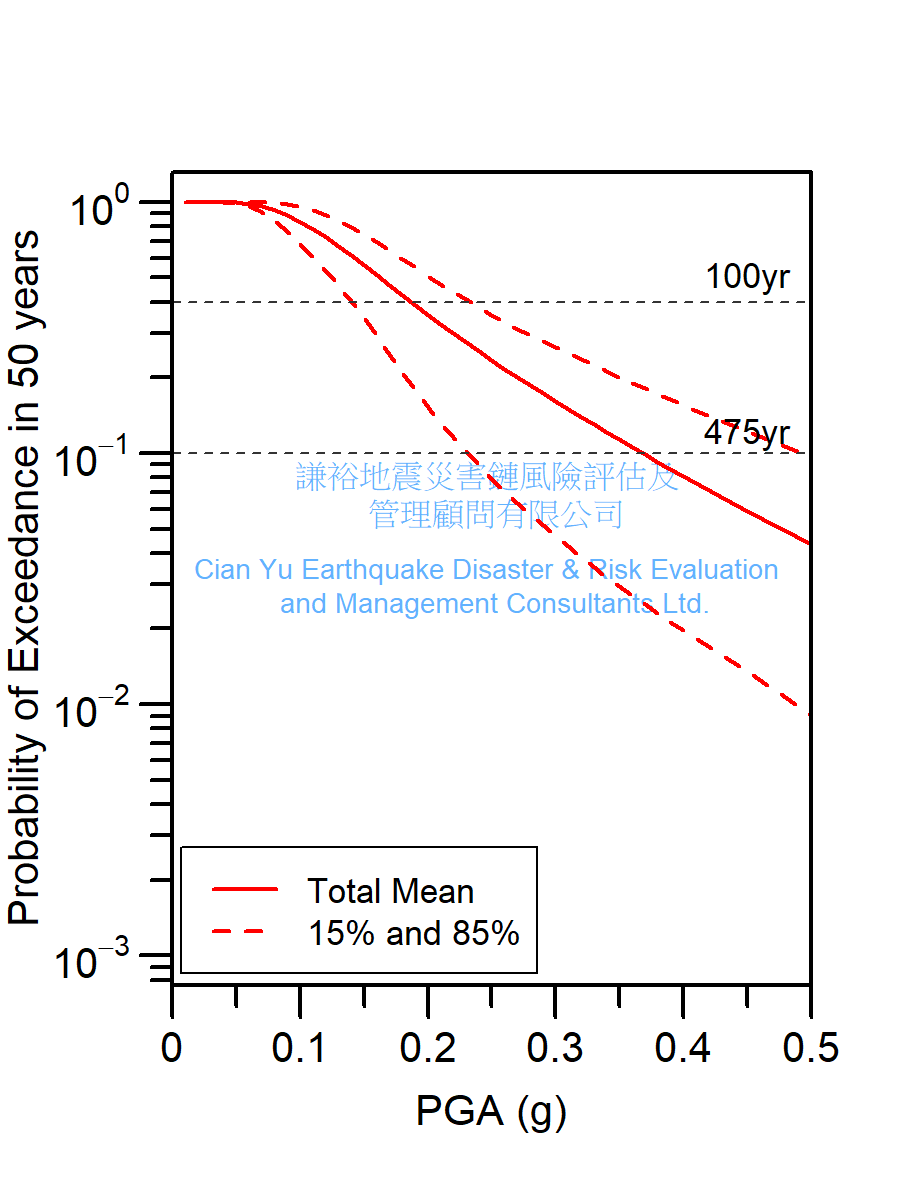 Probability of Exceedance in 50 years
10⁰
10⁻¹
10⁻²
10⁻³
100yr
475yr
謙裕地震災害鏈風險評估及
管理顧問有限公司
Cian Yu Earthquake Disaster & Risk Evaluation
and Management Consultants Ltd.
Total Mean
15% and 85%
0 0.1 0.2 0.3 0.4 0.5
PGA (g)